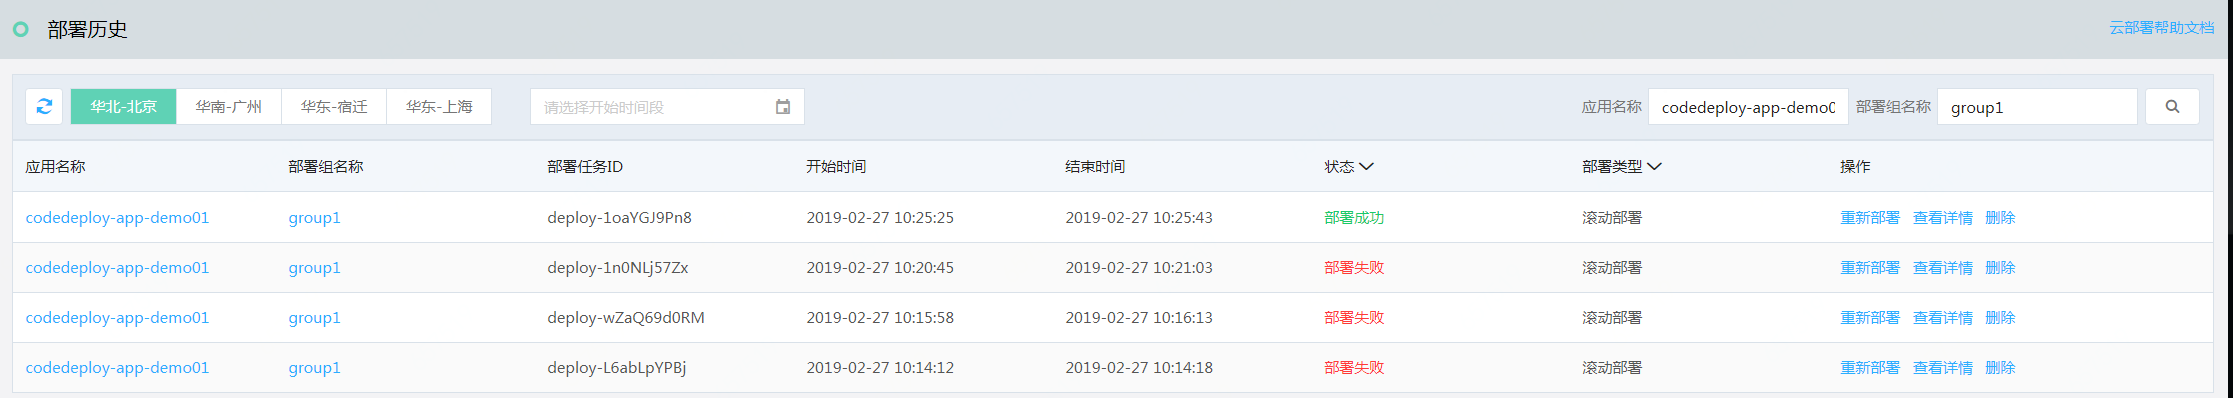 部署历史 云部署帮助文档
华北-北京 华南-广州 华东-宿迁 华东-上海 请选择开始时间段 应用名称 codedeploy-app-demo0 部署组名称 group1
应用名称 部署组名称 部署任务ID 开始时间 结束时间 状态 部署类型 操作
codedeploy-app-demo01 group1 deploy-1oaYGJ9Pn8 2019-02-27 10:25:25 2019-02-27 10:25:43 部署成功 滚动部署 重新部署 查看详情 删除
codedeploy-app-demo01 group1 deploy-1n0NLj57Zx 2019-02-27 10:20:45 2019-02-27 10:21:03 部署失败 滚动部署 重新部署 查看详情 删除
codedeploy-app-demo01 group1 deploy-wZaQ69d0RM 2019-02-27 10:15:58 2019-02-27 10:16:13 部署失败 滚动部署 重新部署 查看详情 删除
codedeploy-app-demo01 group1 deploy-L6abLpYPBj 2019-02-27 10:14:12 2019-02-27 10:14:18 部署失败 滚动部署 重新部署 查看详情 删除